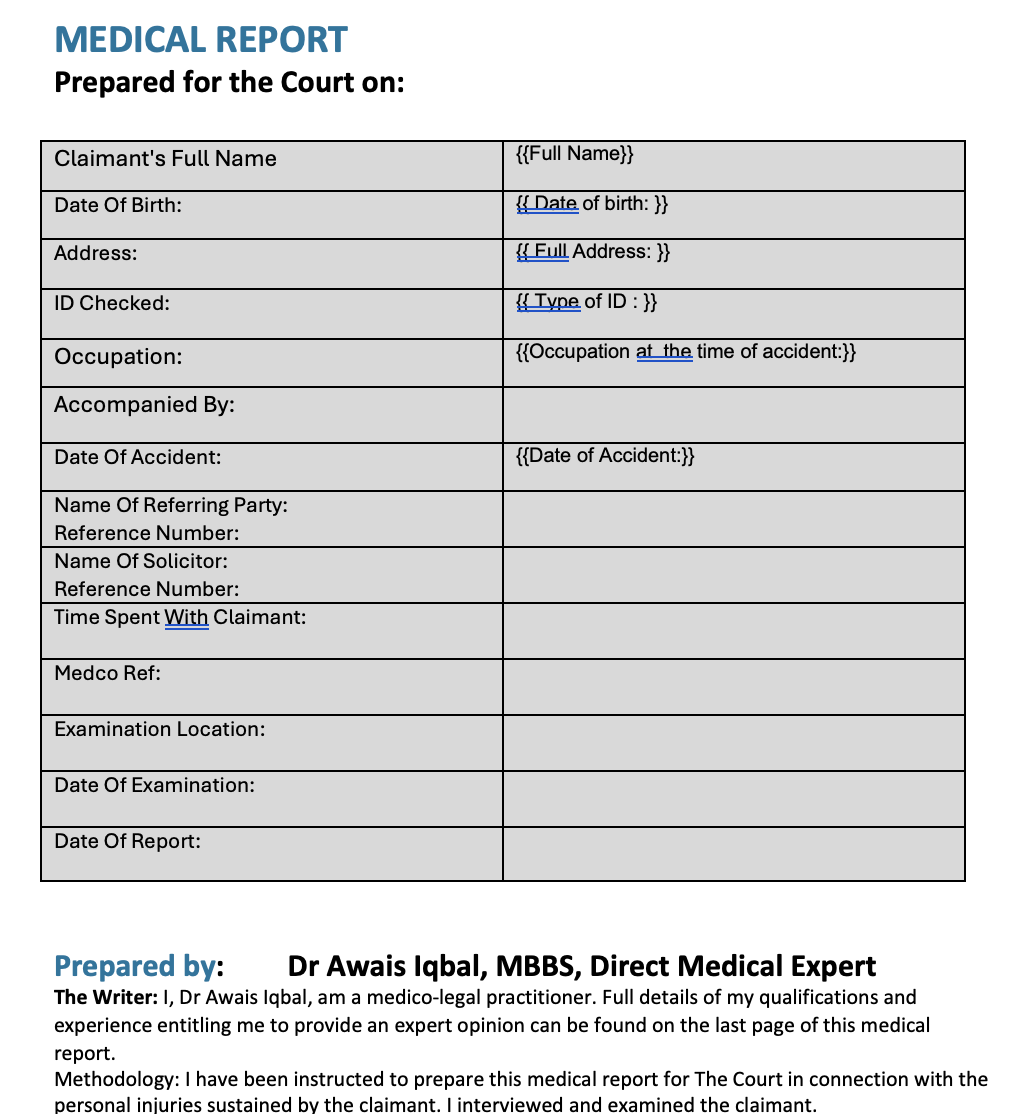 MEDICAL REPORT
Prepared for the Court on:
Claimant's Full Name
{{Full Name}}
Date Of Birth:
{{ Date of birth: }}
Address:
{{ Full Address: }}
ID Checked:
{{ Type of ID : }}
Occupation:
{{Occupation at  the time of accident:}}
Accompanied By:
Date Of Accident:
{{Date of Accident:}}
Name Of Referring Party:
Reference Number:
Name Of Solicitor:
Reference Number:
Time Spent With Claimant:
Medco Ref:
Examination Location:
Date Of Examination:
Date Of Report:
Prepared by: Dr Awais Iqbal, MBBS, Direct Medical Expert
The Writer: I, Dr Awais Iqbal, am a medico-legal practitioner. Full details of my qualifications and
experience entitling me to provide an expert opinion can be found on the last page of this medical
report.
Methodology: I have been instructed to prepare this medical report for The Court in connection with the
personal injuries sustained by the claimant. I interviewed and examined the claimant.